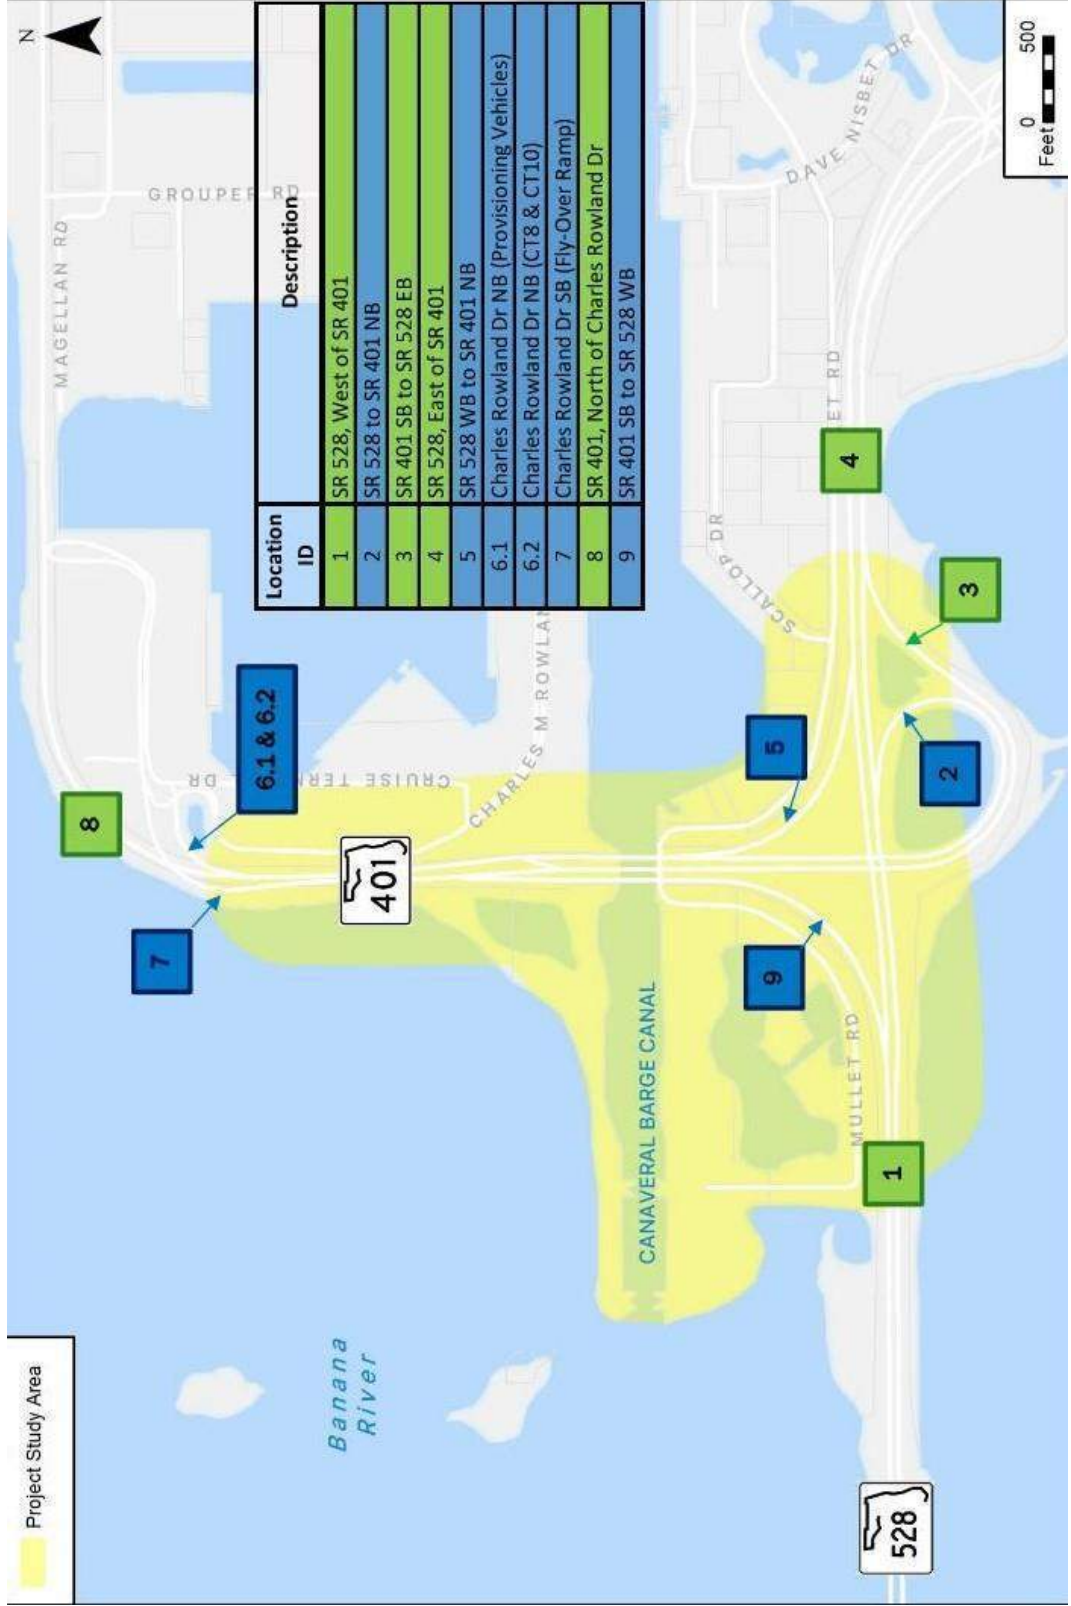 Project Study Area
N
MAGELLAN RD
GROUPER RD
Location ID Description
1 SR 528, West of SR 401
2 SR 528 to SR 401 NB
3 SR 401 SB to SR 528 EB
4 SR 528, East of SR 401
5 SR 528 WB to SR 401 NB
6.1 Charles Rowland Dr NB (Provisioning Vehicles)
6.2 Charles Rowland Dr NB (CT8 & CT10)
7 Charles Rowland Dr SB (Fly-Over Ramp)
8 SR 401, North of Charles Rowland Dr
9 SR 401 SB to SR 528 WB
8
7
6.1 & 6.2
CRUISE TERM L DR
401
CHARLES M ROWLAN
Banana
River
CANAVERAL BARGE CANAL
SCALLOP DR
DAVE NISBET DR
ET RD
MULLET RD
9
5
4
1
2
3
528
0 500
Feet